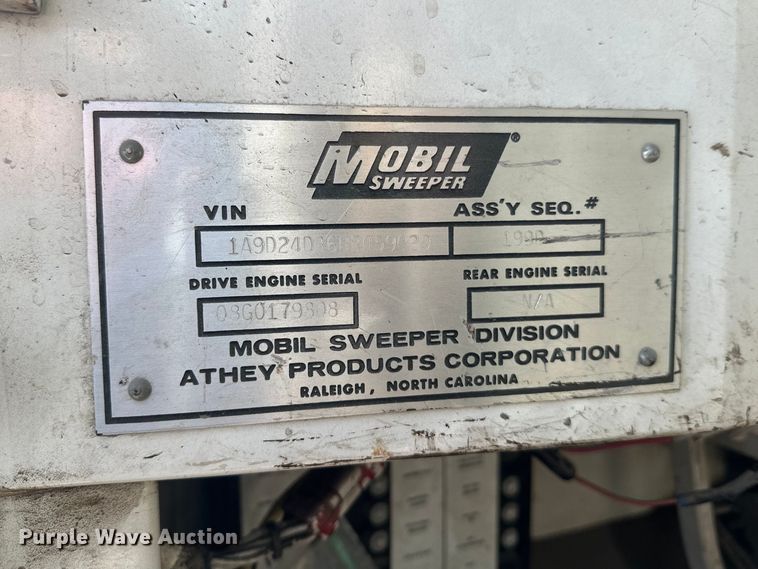 MOBIL®
SWEEPER
VIN ASS'Y SEQ.#
DRIVE ENGINE SERIAL REAR ENGINE SERIAL
08G0179808 N/A
MOBIL SWEEPER DIVISION
ATHEY PRODUCTS CORPORATION
RALEIGH, NORTH CAROLINA
Purple Wave Auction